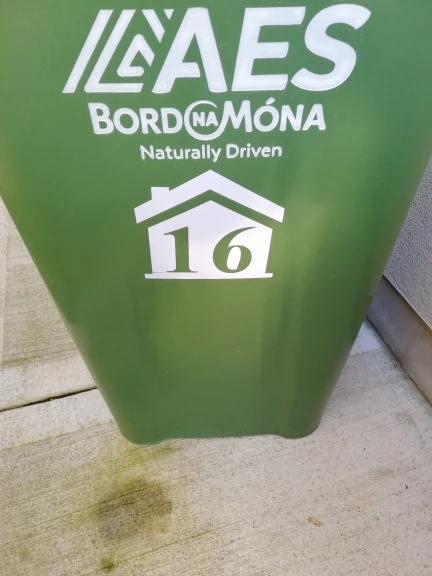 AES
BORD NA MÓNA
Naturally Driven
16